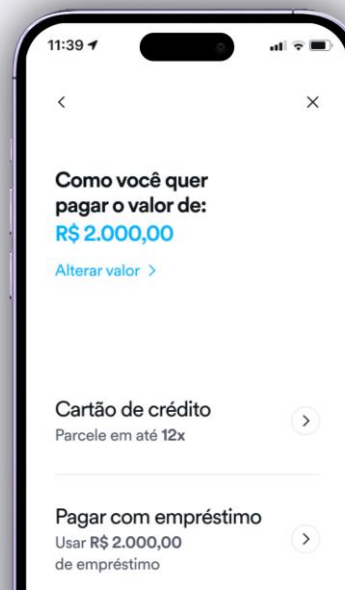 11:39
Como você quer
pagar o valor de:
R$ 2.000,00
Alterar valor >
Cartão de crédito
Parcele em até 12x
Pagar com empréstimo
Usar R$ 2.000,00
de empréstimo